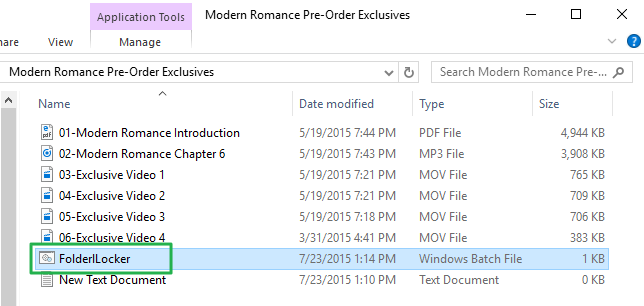 Application Tools Modern Romance Pre-Order Exclusives
hare View Manage
Modern Romance Pre-Order Exclusives Search Modern Romance Pre-...
Name Date modified Type Size
01-Modern Romance Introduction 5/19/2015 7:44 PM PDF File 4,944 KB
02-Modern Romance Chapter 6 5/19/2015 7:43 PM MP3 File 3,908 KB
03-Exclusive Video 1 5/19/2015 7:21 PM MOV File 765 KB
04-Exclusive Video 2 5/19/2015 7:21 PM MOV File 709 KB
05-Exclusive Video 3 5/19/2015 7:18 PM MOV File 706 KB
06-Exclusive Video 4 3/31/2015 4:41 PM MOV File 383 KB
FolderlLocker 7/23/2015 1:14 PM Windows Batch File 1 KB
New Text Document 7/23/2015 1:10 PM Text Document 0 KB